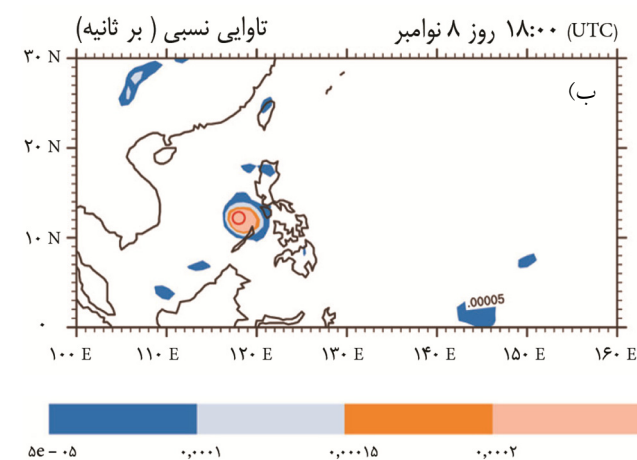 ۱۸:۰۰ (UTC) روز ۸ نوامبر تاوایی نسبی ( بر ثانیه)
ب)
۳۰ N
۲۰ N
۱۰ N
.00005
۰
۱۰۰ E ۱۱۰ E ۱۲۰ E ۱۳۰ E ۱۴۰ E ۱۵۰ E ۱۶۰ E
۵e – ۰۵ ۰,۰۰۰۱ ۰,۰۰۰۱۵ ۰,۰۰۰۲